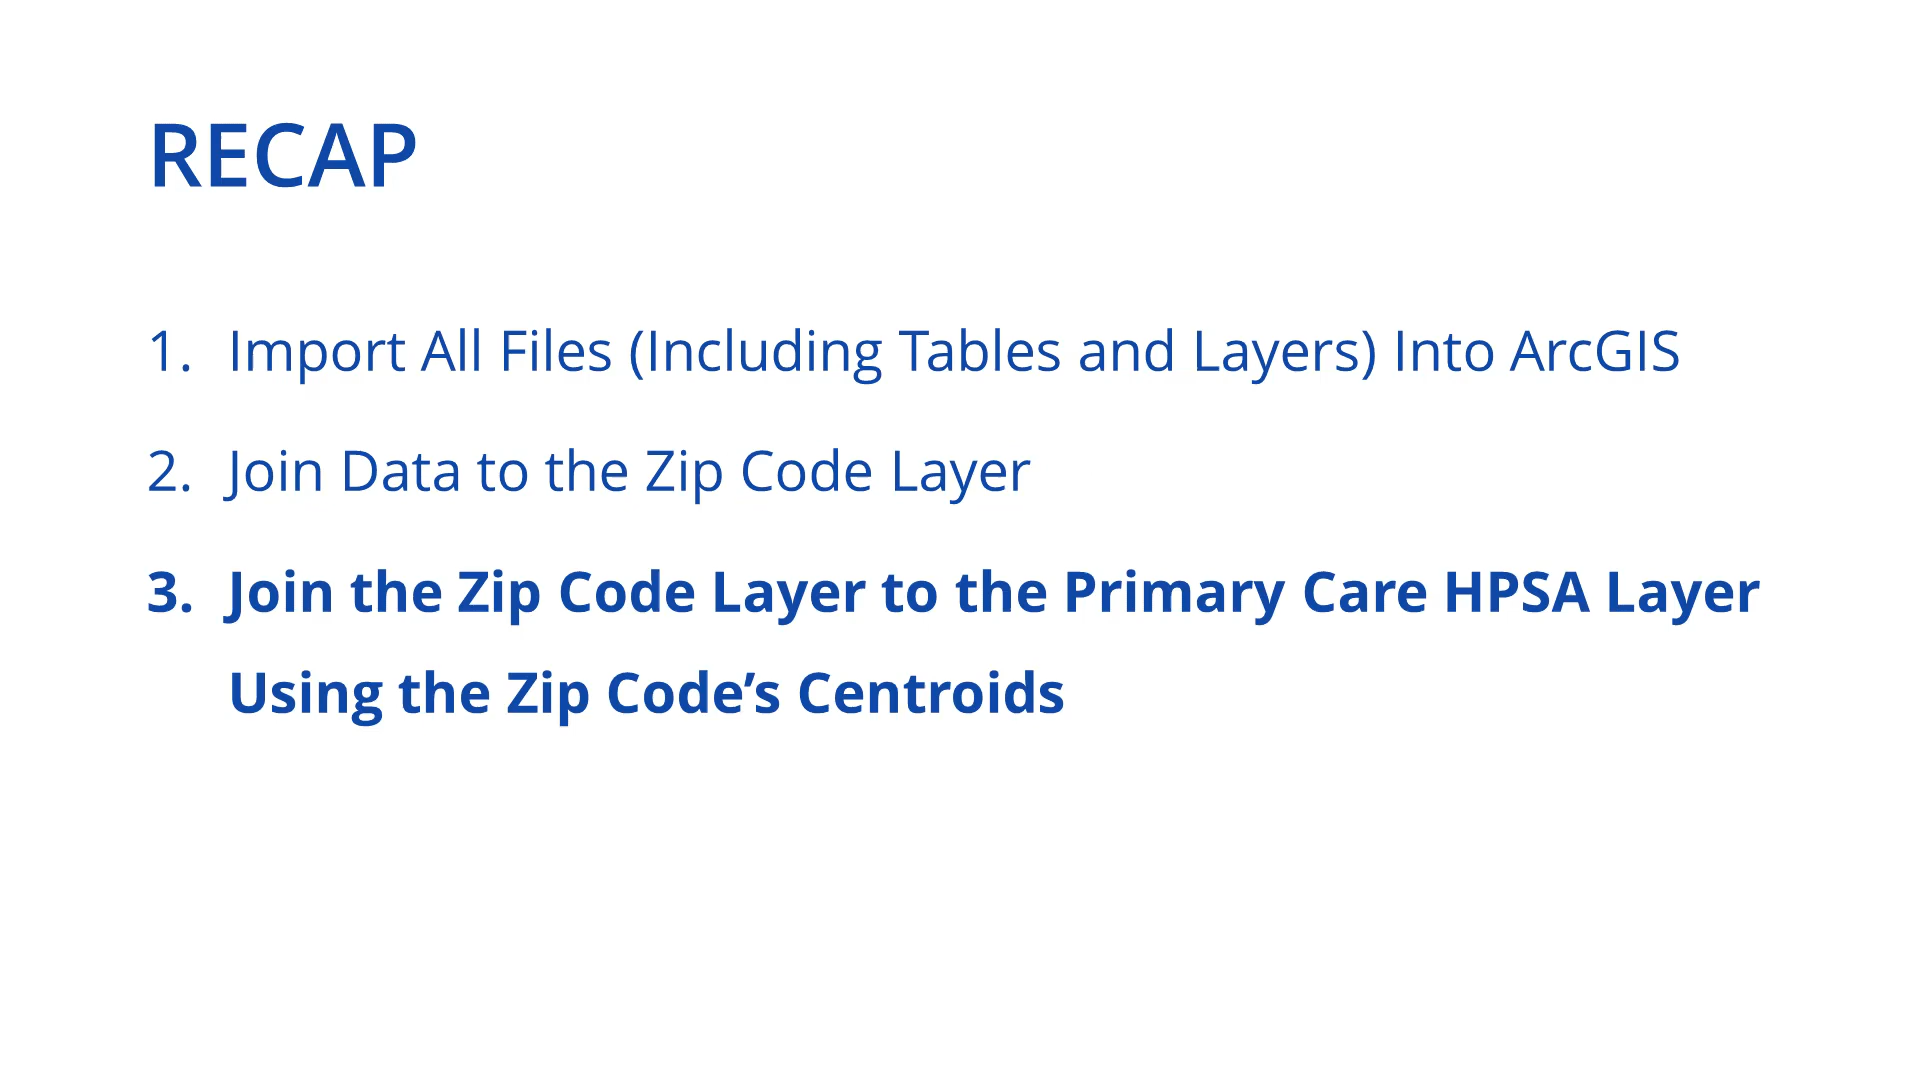 RECAP
1. Import All Files (Including Tables and Layers) Into ArcGIS
2. Join Data to the Zip Code Layer
3. Join the Zip Code Layer to the Primary Care HPSA Layer
Using the Zip Code’s Centroids